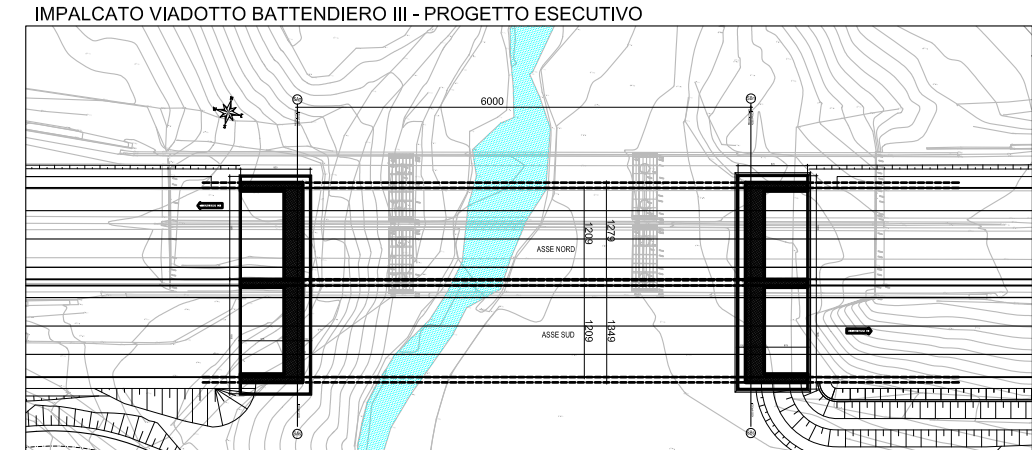 IMPALCATO VIADOTTO BATTENDIERO III - PROGETTO ESECUTIVO
6000
1209
1279
ASSE NORD
ASSE SUD
1209
1349